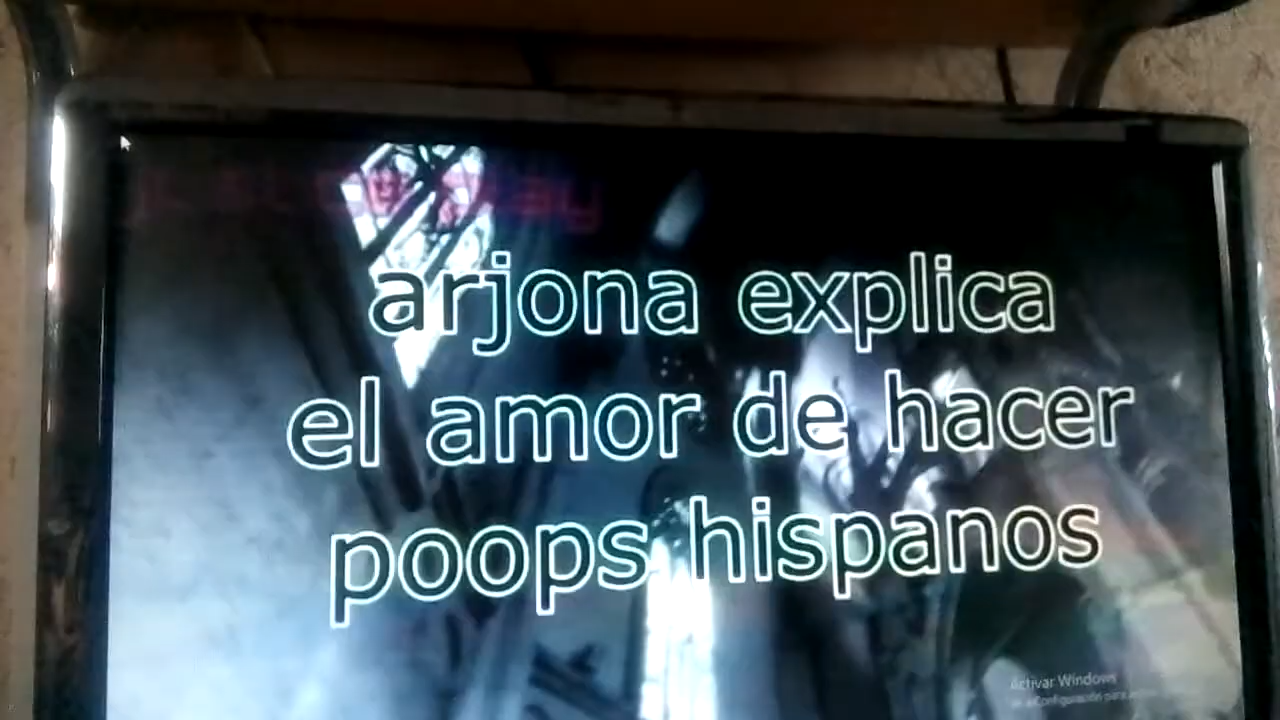 arjona explica
el amor de hacer
poops hispanos
Activar Windows